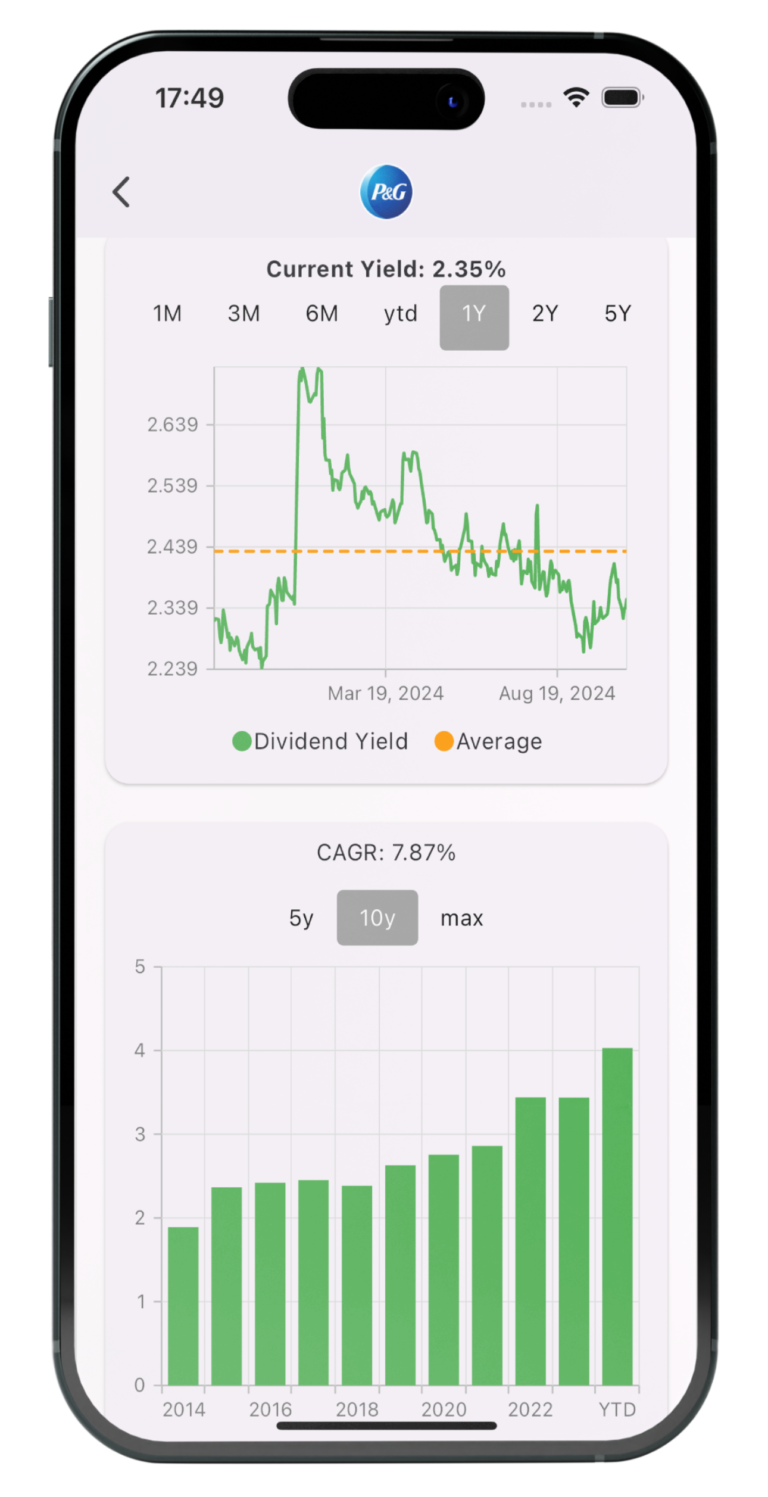 17:49
P&G
Current Yield: 2.35%
1M 3M 6M ytd 1Y 2Y 5Y
2.639
2.539
2.439
2.339
2.239
Mar 19, 2024 Aug 19, 2024
Dividend Yield Average
CAGR: 7.87%
5y 10y max
5
4
3
2
1
0
2014 2016 2018 2020 2022 YTD